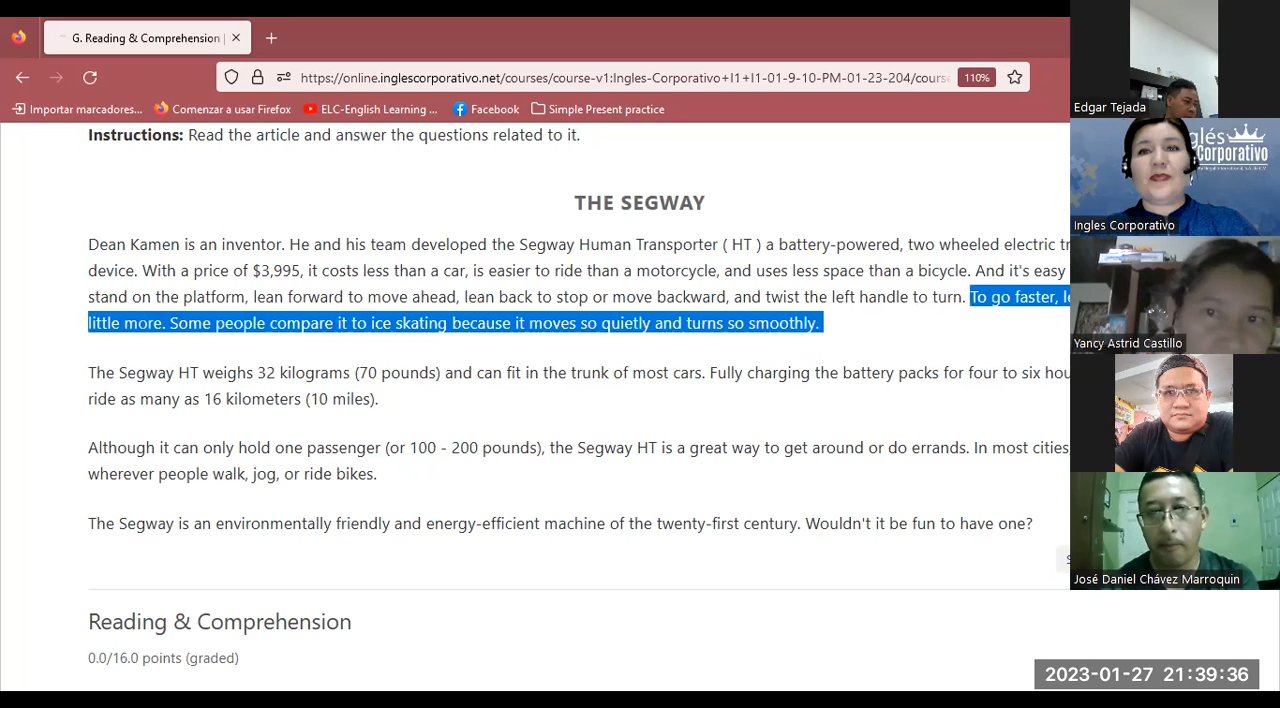 G. Reading & Comprehension |
https://online.inglescorporativo.net/courses/course-v1:Ingles-Corporativo+I1+I1-01-9-10-PM-01-23-204/cours
110%
Importar marcadores...
Comenzar a usar Firefox
ELC-English Learning ...
Facebook
Simple Present practice
Instructions: Read the article and answer the questions related to it.
THE SEGWAY
Dean Kamen is an inventor. He and his team developed the Segway Human Transporter ( HT ) a battery-powered, two wheeled electric
device. With a price of $3,995, it costs less than a car, is easier to ride than a motorcycle, and uses less space than a bicycle. And it's easy
stand on the platform, lean forward to move ahead, lean back to stop or move backward, and twist the left handle to turn. To go faster,
little more. Some people compare it to ice skating because it moves so quietly and turns so smoothly.
The Segway HT weighs 32 kilograms (70 pounds) and can fit in the trunk of most cars. Fully charging the battery packs for four to six
ride as many as 16 kilometers (10 miles).
Although it can only hold one passenger (or 100 - 200 pounds), the Segway HT is a great way to get around or do errands. In most cities,
wherever people walk, jog, or ride bikes.
The Segway is an environmentally friendly and energy-efficient machine of the twenty-first century. Wouldn't it be fun to have one?
Reading & Comprehension
0.0/16.0 points (graded)
Edgar Tejada
glés
Corporativo
Ingles Corporativo
Yancy Astrid Castillo
José Daniel Chávez Marroquin
2023-01-27 21:39:36